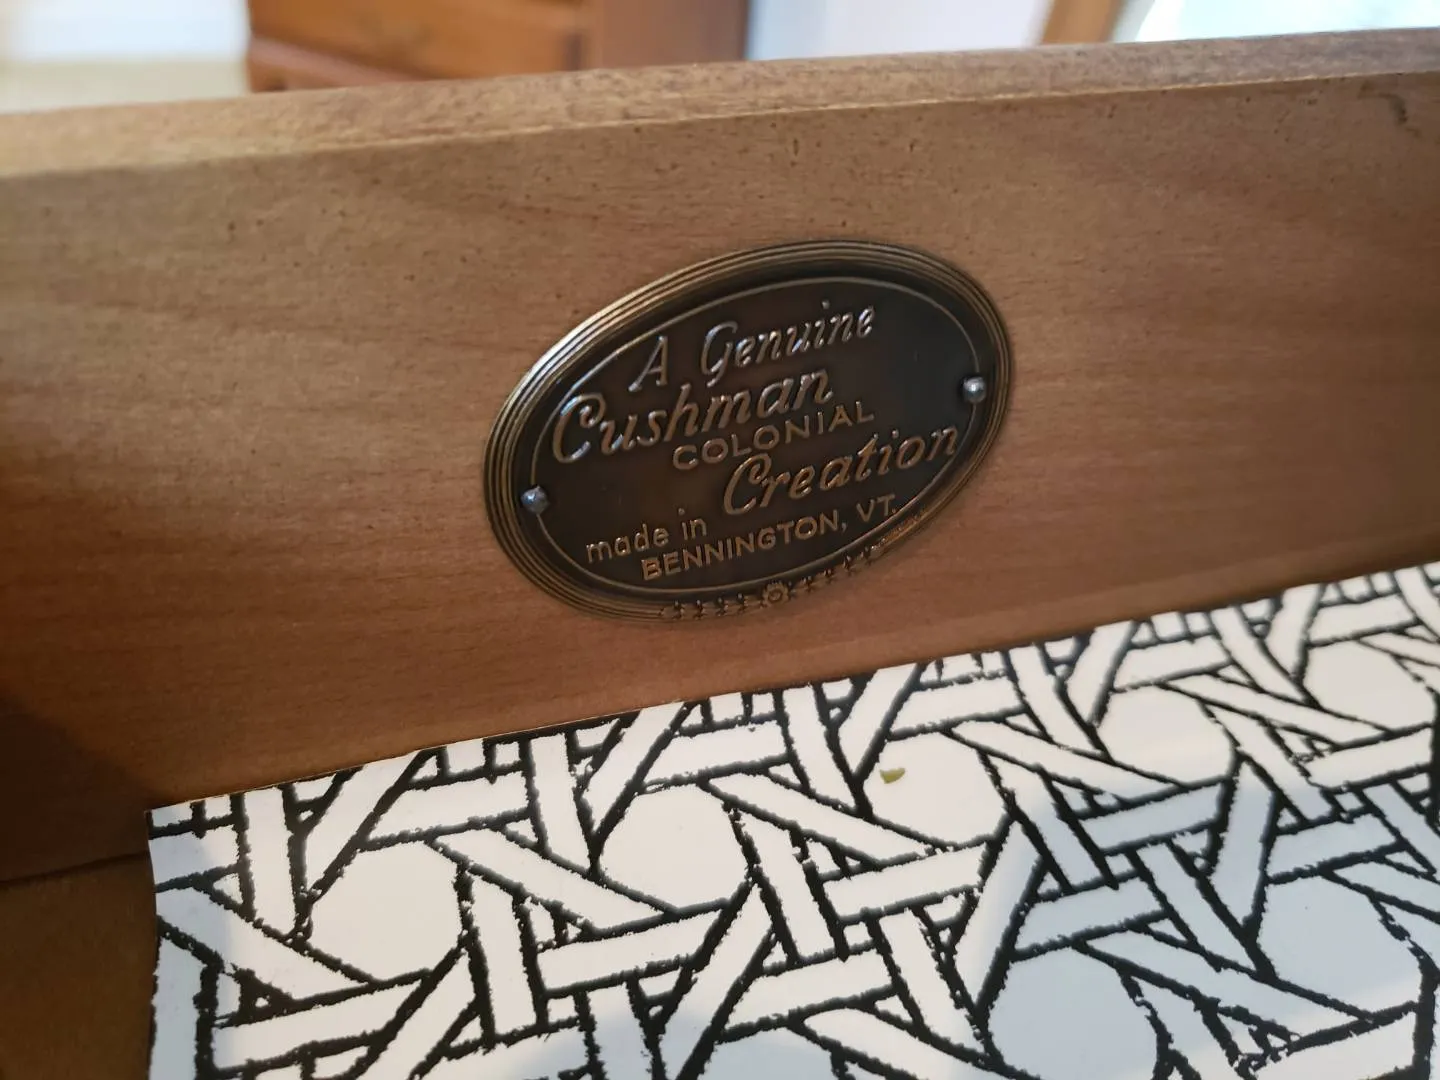 A Genuine
Cushman
COLONIAL
Creation
made in
BENNINGTON, VT.